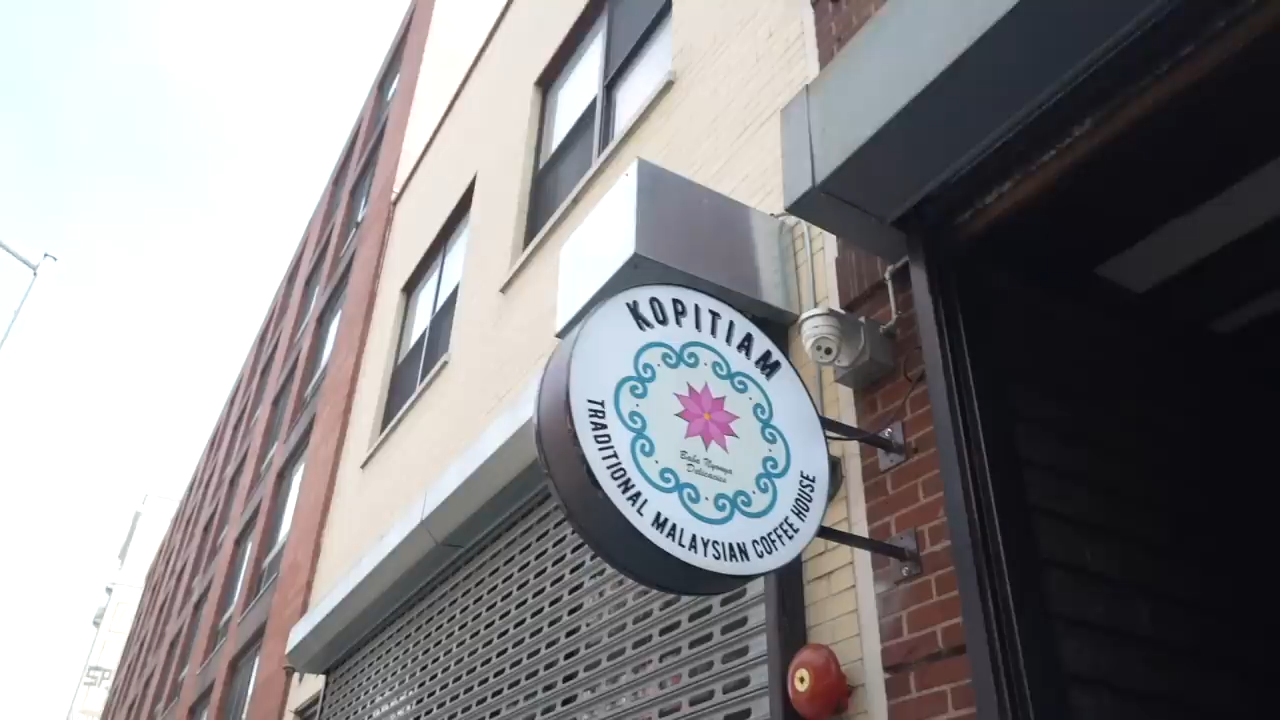 KOPITIAM
Baba Nyonya
Delicacies
TRADITIONAL MALAYSIAN COFFEE HOUSE